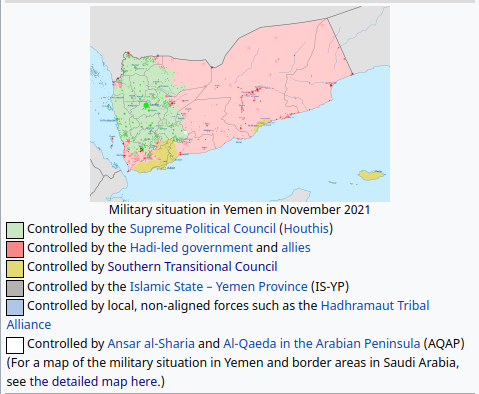 Military situation in Yemen in November 2021
Controlled by the Supreme Political Council (Houthis)
Controlled by the Hadi-led government and allies
Controlled by Southern Transitional Council
Controlled by the Islamic State – Yemen Province (IS-YP)
Controlled by local, non-aligned forces such as the Hadhramaut Tribal
Alliance
Controlled by Ansar al-Sharia and Al-Qaeda in the Arabian Peninsula (AQAP)
(For a map of the military situation in Yemen and border areas in Saudi Arabia,
see the detailed map here.)